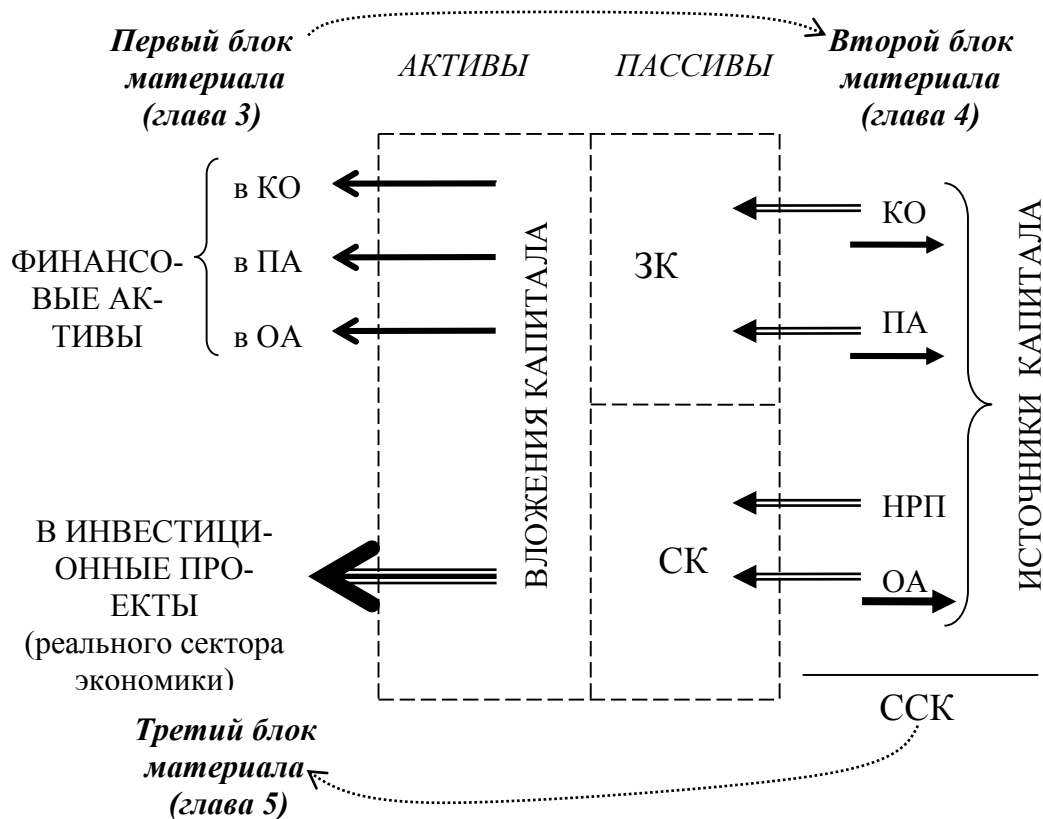 Первый блок
материала
(глава 3)
АКТИВЫ
ПАССИВЫ
Второй блок
материала
(глава 4)
ФИНАНСО-
ВЫЕ АК-
ТИВЫ
в КО
в ПА
в ОА
В ИНВЕСТИЦИ-
ОННЫЕ ПРО-
ЕКТЫ
(реального сектора
экономики)
ВЛОЖЕНИЯ КАПИТАЛА
ЗК
СК
КО
ПА
НРП
ОА
ИСТОЧНИКИ КАПИТАЛА
ССК
Третий блок
материала
(глава 5)